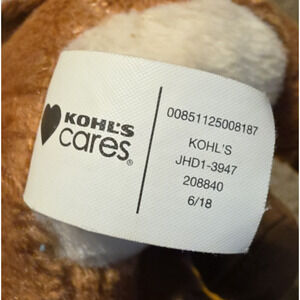 KOHL'S
cares®
00851125008187
KOHL'S
JHD1-3947
208840
6/18